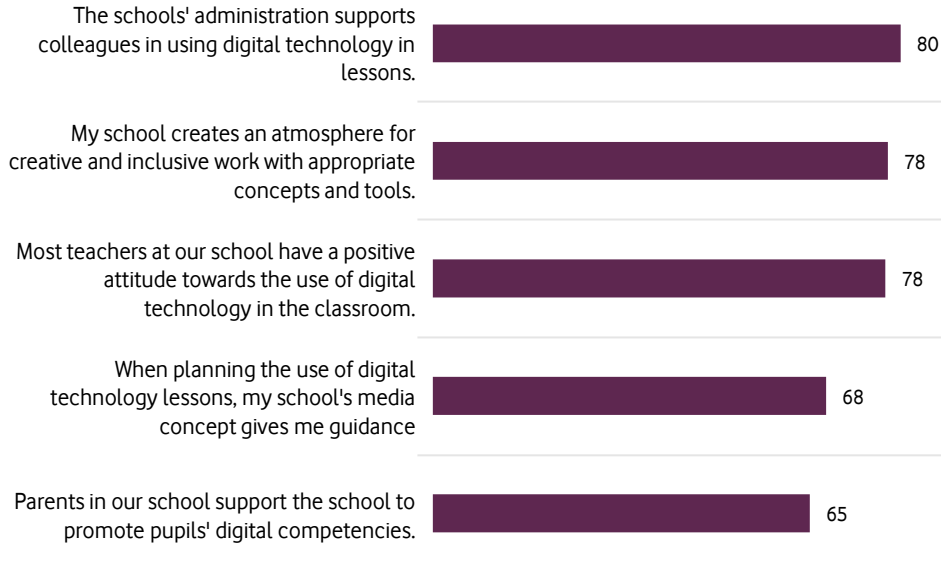 The schools' administration supports
colleagues in using digital technology in
lessons.
80
My school creates an atmosphere for
creative and inclusive work with appropriate
concepts and tools.
78
Most teachers at our school have a positive
attitude towards the use of digital
technology in the classroom.
78
When planning the use of digital
technology lessons, my school's media
concept gives me guidance
68
Parents in our school support the school to
promote pupils' digital competencies.
65